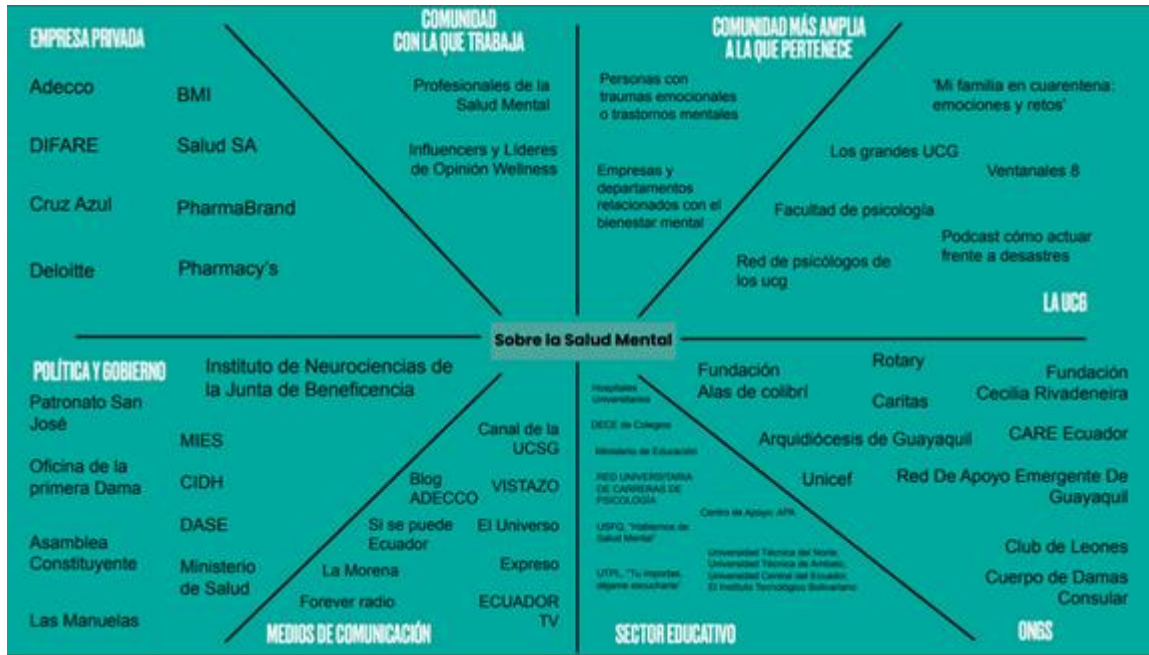 EMPRESA PRIVADA
Adecco
BMI
DIFARE
Salud SA
Cruz Azul
PharmaBrand
Deloitte
Pharmacy's
COMUNIDAD
CON LA QUE TRABAJA
Profesionales de la
Salud Mental
Influencers y Líderes
de Opinión Wellness
COMUNIDAD MÁS AMPLIA
A LA QUE PERTENECE
Personas con
traumas emocionales
o trastornos mentales
Empresas y
departamentos
relacionados con el
bienestar mental
'Mi familia en cuarentena:
emociones y retos'
Los grandes UCG
Ventanales 8
Facultad de psicología
Podcast cómo actuar
frente a desastres
Red de psicólogos de
los ucg
LA UCG
Sobre la Salud Mental
POLÍTICA Y GOBIERNO
Instituto de Neurociencias de
la Junta de Beneficencia
Patronato San
José
MIES
Oficina de la
primera Dama
CIDH
DASE
Asamblea
Constituyente
Ministerio
de Salud
Las Manuelas
Canal de la
UCSG
Blog
ADECCO
VISTAZO
Si se puede
Ecuador
El Universo
La Morena
Expreso
Forever radio
ECUADOR
TV
MEDIOS DE COMUNICACIÓN
Hospitales
Universitarios
DECE de Colegios
Ministerio de Educación
RED UNIVERSITARIA
DE CARRERAS DE
PSICOLOGÍA
Centro de Apoyo: APA
USFQ, "Hablemos de
Salud Mental"
UTPL, "Tu importas,
déjame escucharte"
Universidad Técnica del Norte,
Universidad Técnica de Ambato,
Universidad Central del Ecuador,
El Instituto Tecnológico Bolivariano
SECTOR EDUCATIVO
Fundación
Alas de colibrí
Rotary
Caritas
Fundación
Cecilia Rivadeneira
Arquidiócesis de Guayaquil
CARE Ecuador
Unicef
Red De Apoyo Emergente De
Guayaquil
Club de Leones
Cuerpo de Damas
Consular
ONGS